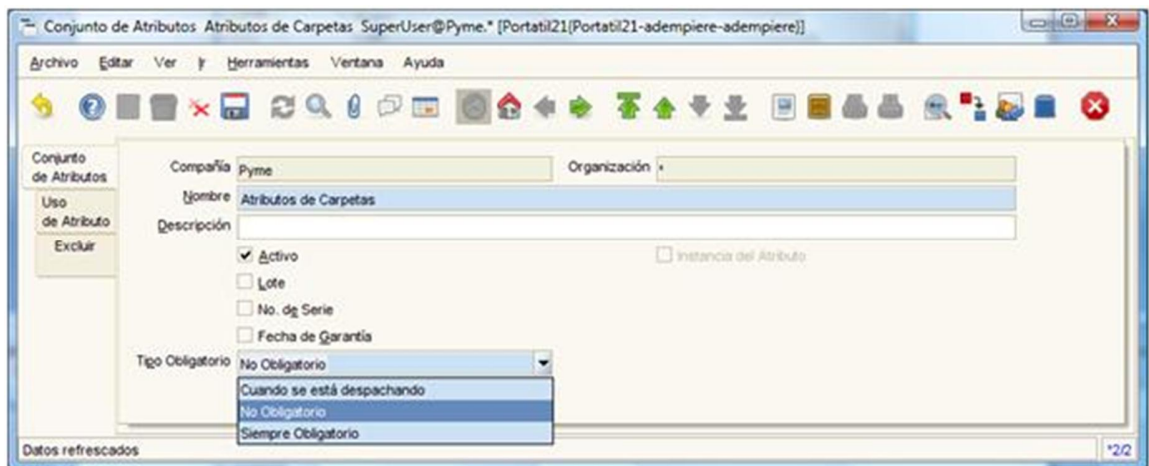 Conjunto de Atributos Atributos de Carpetas SuperUser@Pyme.* [Portatil21{Portatil21-adempiere-adempiere}]
Archivo Editar Ver Ir Herramientas Ventana Ayuda
Conjunto
de Atributos
Uso
de Atributo
Excluir
Compañía Pyme Organización *
Nombre Atributos de Carpetas
Descripción
Activo Instancia del Atributo
Lote
No. de Serie
Fecha de Garantía
Tipo Obligatorio No Obligatorio
Cuando se está despachando
No Obligatorio
Siempre Obligatorio
Datos refrescados *2/2